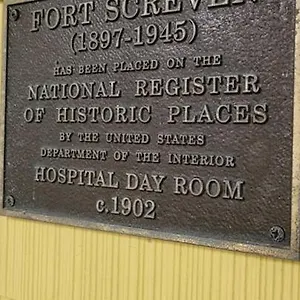 FORT SCREVEN
(1897-1945)
HAS BEEN PLACED ON THE
NATIONAL REGISTER
OF HISTORIC PLACES
BY THE UNITED STATES
DEPARTMENT OF THE INTERIOR
HOSPITAL DAY ROOM
c.1902